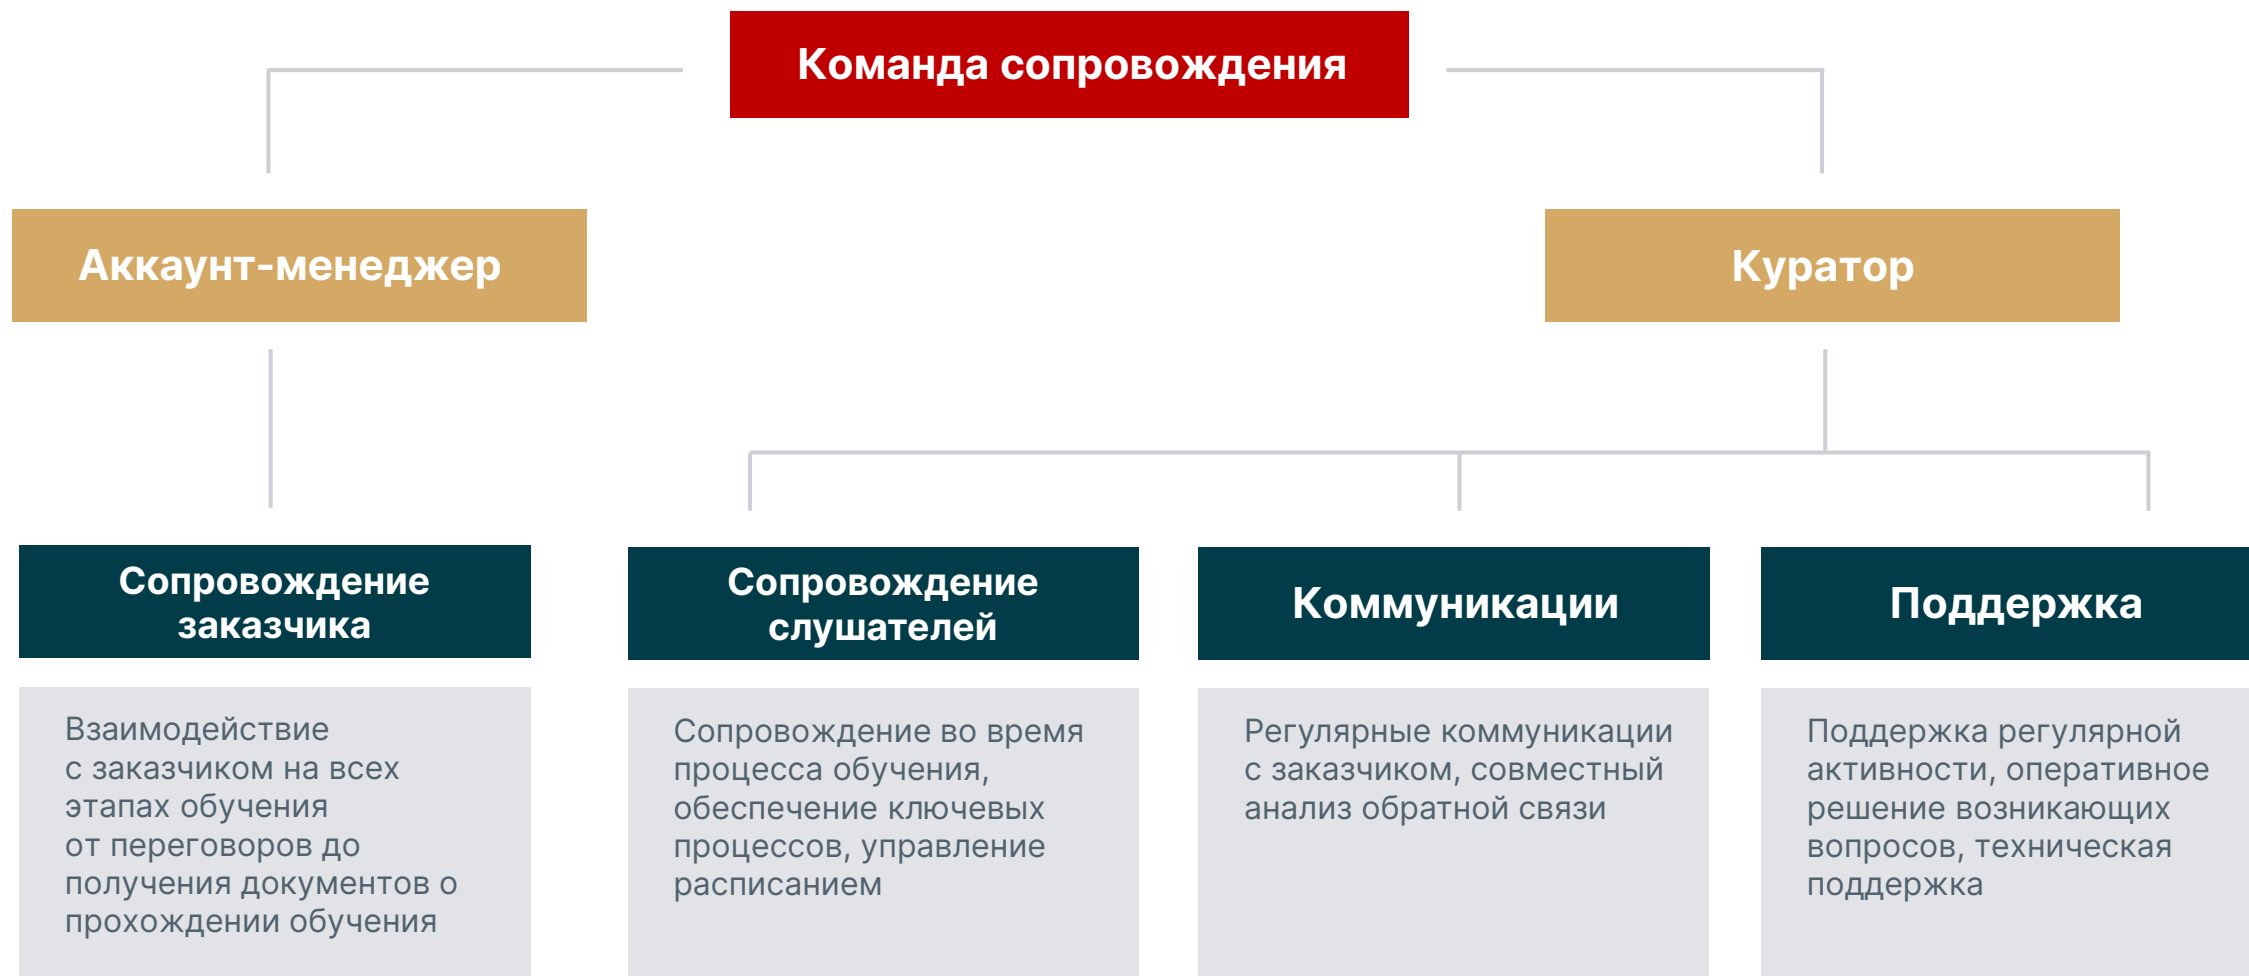 Команда сопровождения
Аккаунт-менеджер
Куратор
Сопровождение
заказчика
Взаимодействие
с заказчиком на всех
этапах обучения
от переговоров до
получения документов о
прохождении обучения
Сопровождение
слушателей
Сопровождение во время
процесса обучения,
обеспечение ключевых
процессов, управление
расписанием
Коммуникации
Регулярные коммуникации
с заказчиком, совместный
анализ обратной связи
Поддержка
Поддержка регулярной
активности, оперативное
решение возникающих
вопросов, техническая
поддержка